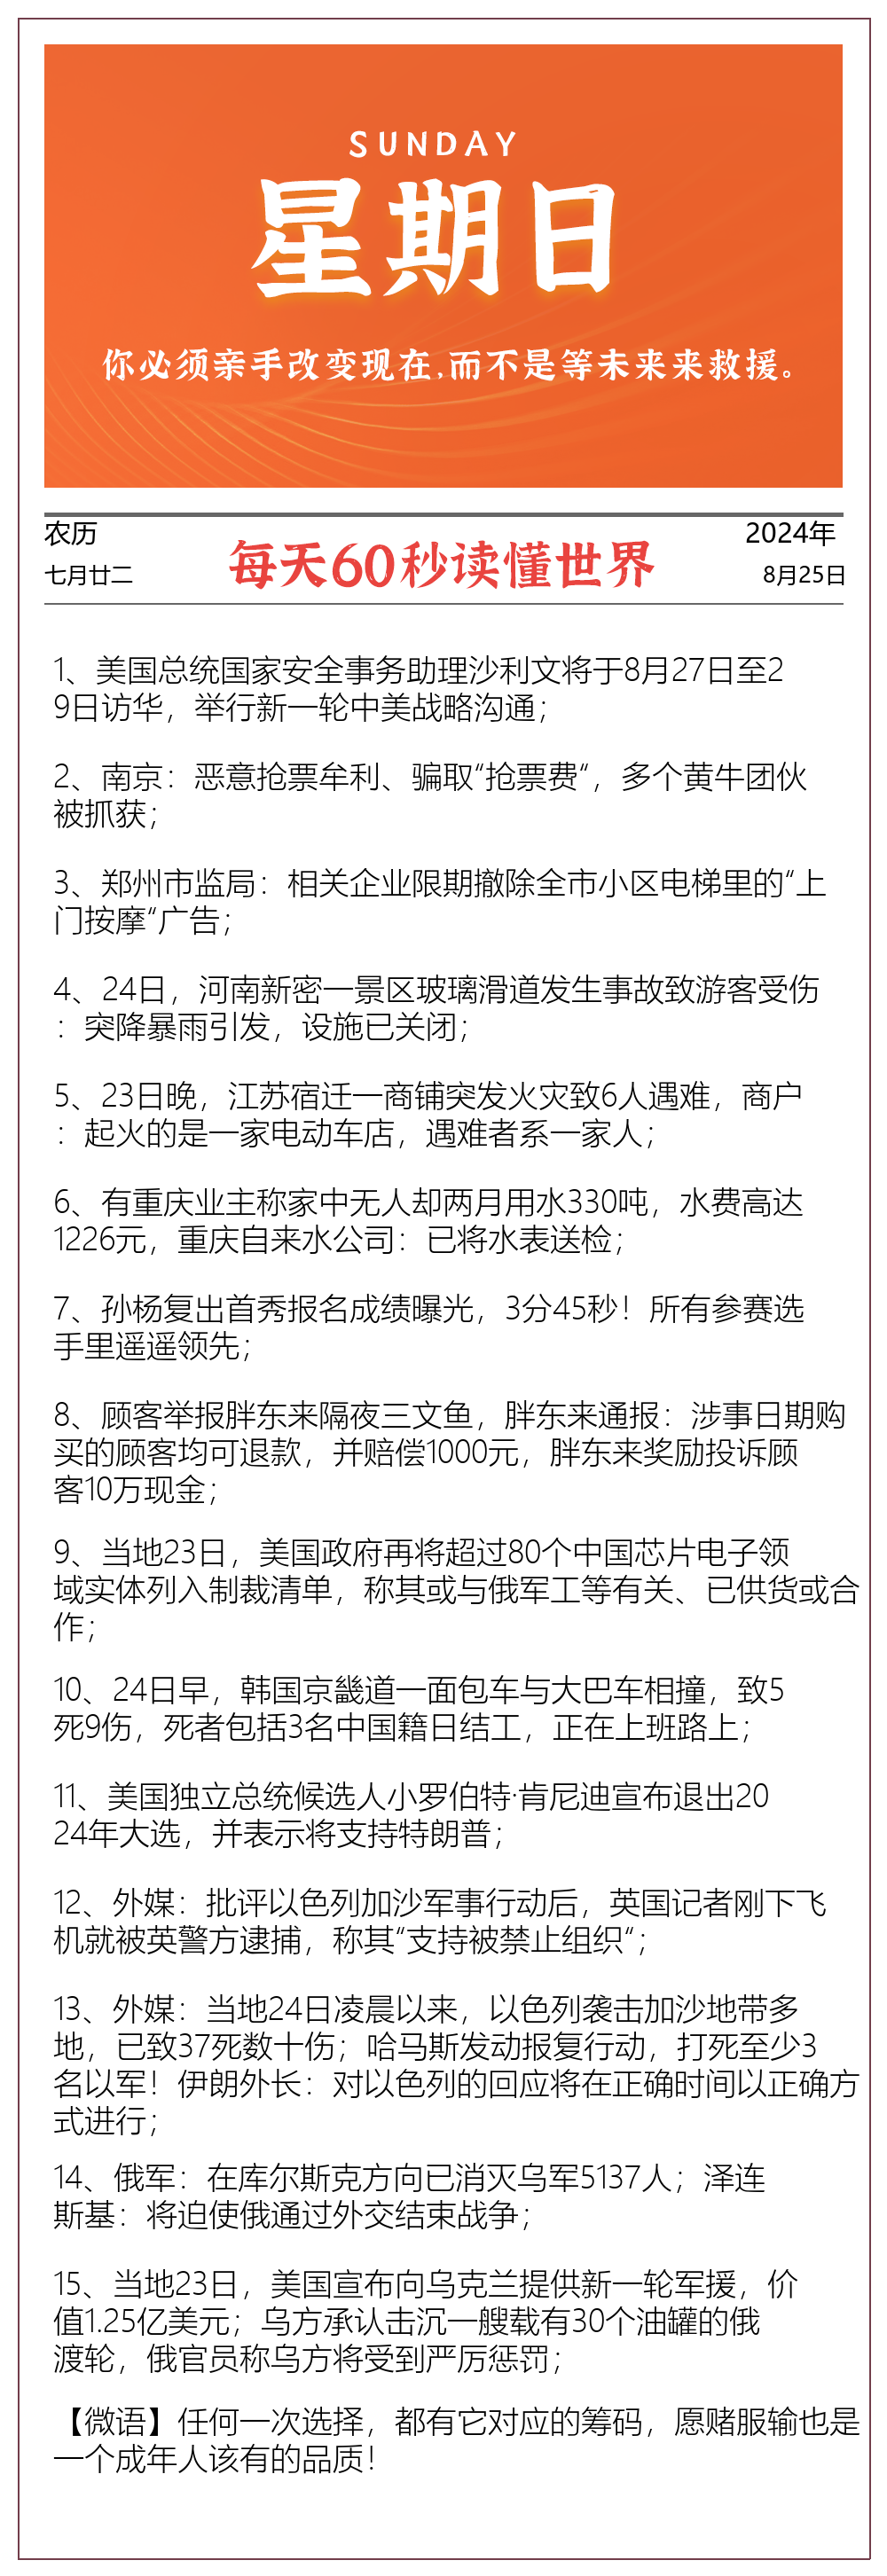 SUNDAY
星期日
你必须亲手改变现在,而不是等未来来救援。
农历
七月廿二
每天60秒读懂世界
2024年
8月25日
1、美国总统国家安全事务助理沙利文将于8月27日至2
9日访华，举行新一轮中美战略沟通；
2、南京：恶意抢票牟利、骗取“抢票费“，多个黄牛团伙
被抓获；
3、郑州市监局：相关企业限期撤除全市小区电梯里的“上
门按摩“广告；
4、24日，河南新密一景区玻璃滑道发生事故致游客受伤
：突降暴雨引发，设施已关闭；
5、23日晚，江苏宿迁一商铺突发火灾致6人遇难，商户
：起火的是一家电动车店，遇难者系一家人；
6、有重庆业主称家中无人却两月用水330吨，水费高达
1226元，重庆自来水公司：已将水表送检；
7、孙杨复出首秀报名成绩曝光，3分45秒！所有参赛选
手里遥遥领先；
8、顾客举报胖东来隔夜三文鱼，胖东来通报：涉事日期购
买的顾客均可退款，并赔偿1000元，胖东来奖励投诉顾
客10万现金；
9、当地23日，美国政府再将超过80个中国芯片电子领
域实体列入制裁清单，称其或与俄军工等有关、已供货或合
作；
10、24日早，韩国京畿道一面包车与大巴车相撞，致5
死9伤，死者包括3名中国籍日结工，正在上班路上；
11、美国独立总统候选人小罗伯特·肯尼迪宣布退出20
24年大选，并表示将支持特朗普；
12、外媒：批评以色列加沙军事行动后，英国记者刚下飞
机就被英警方逮捕，称其“支持被禁止组织“；
13、外媒：当地24日凌晨以来，以色列袭击加沙地带多
地，已致37死数十伤；哈马斯发动报复行动，打死至少3
名以军！伊朗外长：对以色列的回应将在正确时间以正确方
式进行；
14、俄军：在库尔斯克方向已消灭乌军5137人；泽连
斯基：将迫使俄通过外交结束战争；
15、当地23日，美国宣布向乌克兰提供新一轮军援，价
值1.25亿美元；乌方承认击沉一艘载有30个油罐的俄
渡轮，俄官员称乌方将受到严厉惩罚；
【微语】任何一次选择，都有它对应的筹码，愿赌服输也是
一个成年人该有的品质！